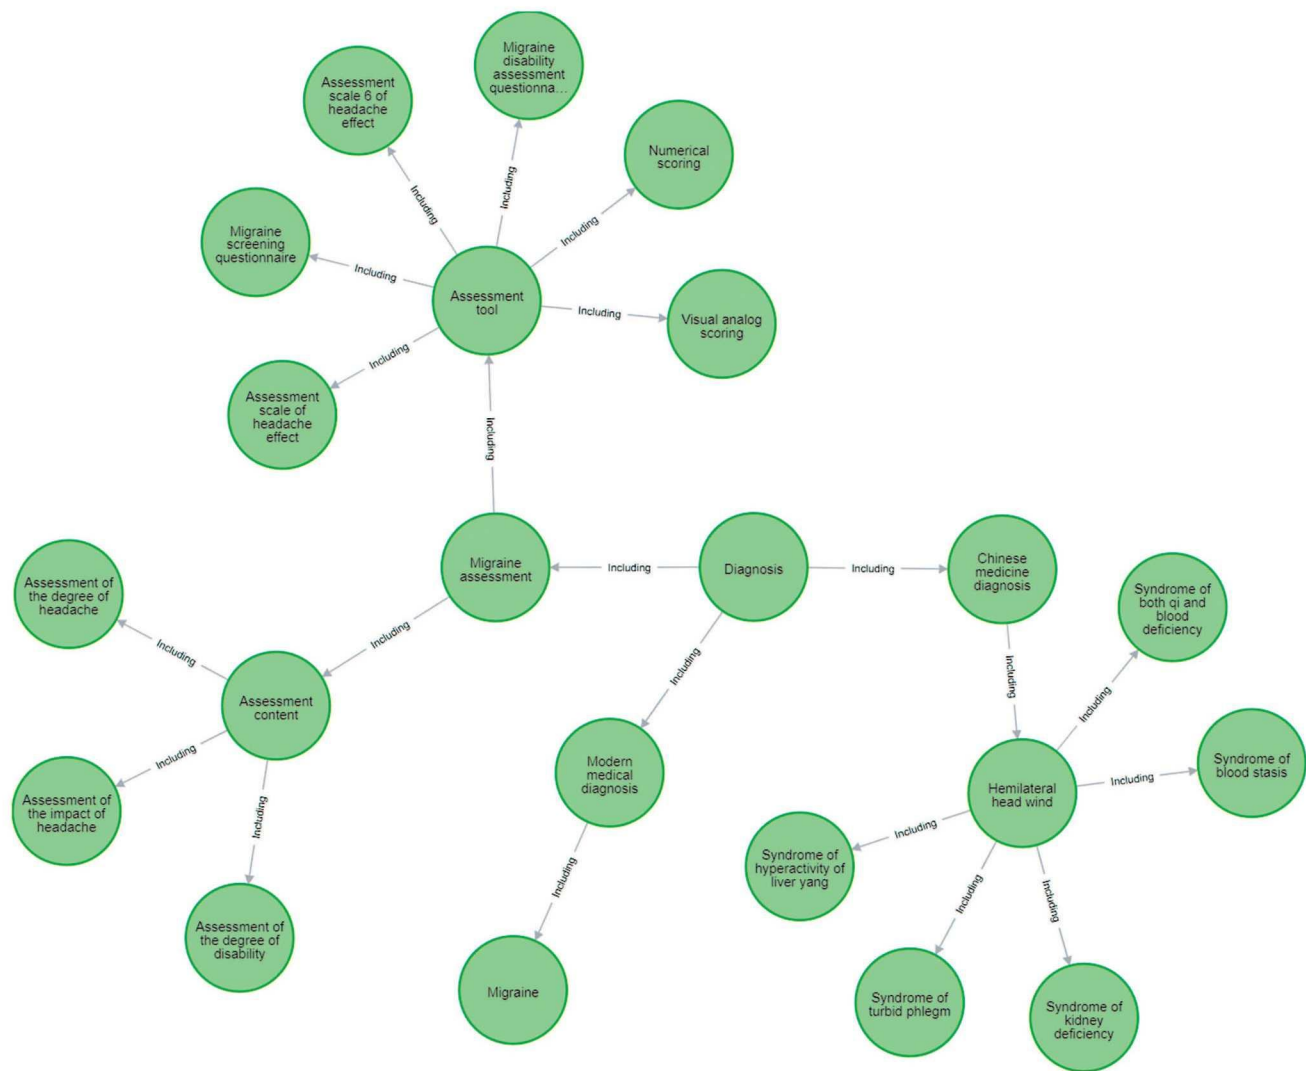 Migraine
disability
assessment
questionna...
Assessment
scale 6 of
headache
effect
Numerical
scoring
Including
Including
Including
Migraine
screening
questionnaire
Including
Assessment
tool
Including
Visual analog
scoring
Including
Assessment
scale of
headache
effect
Including
Migraine
assessment
Including
Diagnosis
Including
Chinese
medicine
diagnosis
Assessment of
the degree of
headache
Including
Including
Including
Including
Including
Syndrome of
both qi and
blood
deficiency
Assessment
content
Including
Modern
medical
diagnosis
Hemilateral
head wind
Including
Syndrome of
blood stasis
Assessment of
the impact of
headache
Including
Including
Syndrome of
hyperactivity of
liver yang
Including
Including
Including
Assessment of
the degree of
disability
Migraine
Syndrome of
turbid phlegm
Syndrome of
kidney
deficiency